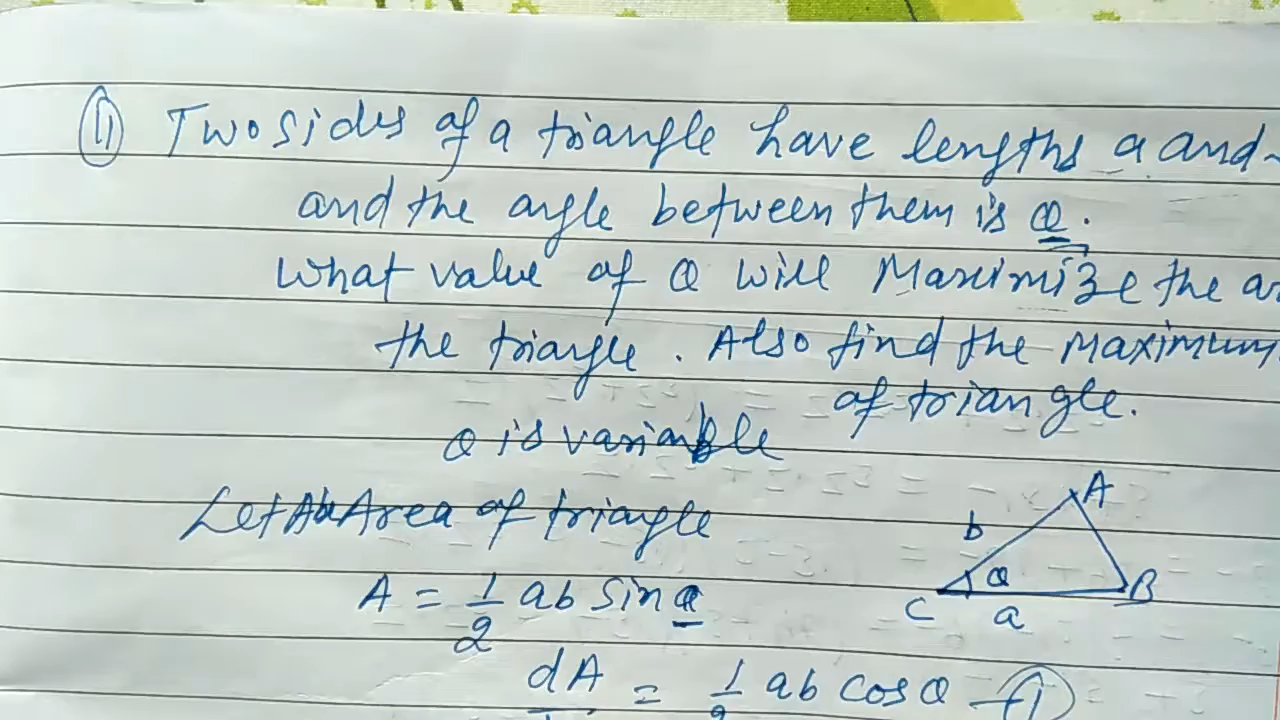 (11) Two sides of a triangle have lengths a and
and the angle between them is θ.
What value of θ will Maximize the
the triangle. Also find the Maximum
of triangle.
θ is variable
Let A be Area of triangle
A = 1/2 ab Sin θ
dA = 1/2 ab cos θ —(1)
A
b
θ
C a B